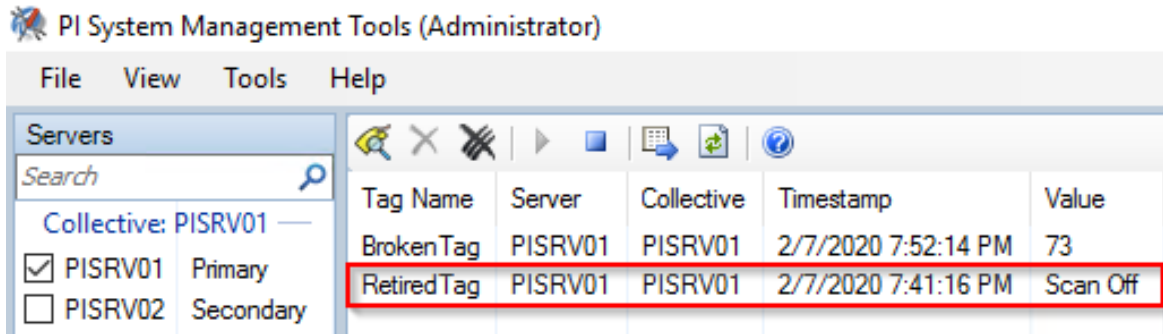 PI System Management Tools (Administrator)
File View Tools Help
Servers
Search
Collective: PISRV01
PISRV01 Primary
PISRV02 Secondary
Tag Name Server Collective Timestamp Value
BrokenTag PISRV01 PISRV01 2/7/2020 7:52:14 PM 73
RetiredTag PISRV01 PISRV01 2/7/2020 7:41:16 PM Scan Off